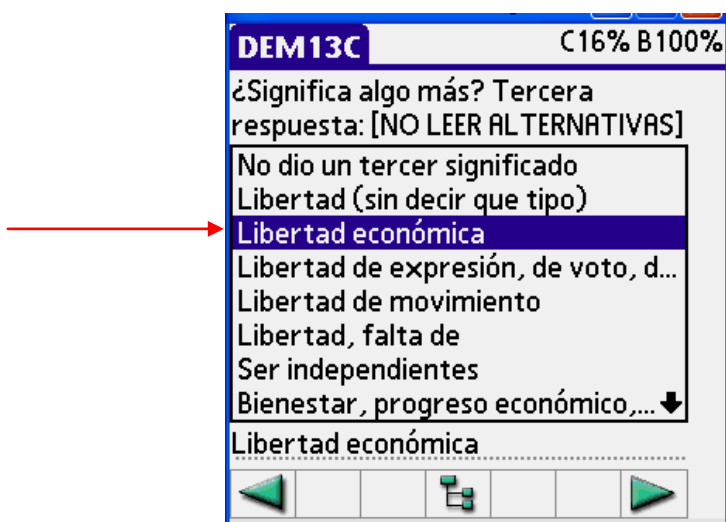 DEM13C C16% B100%
¿Significa algo más? Tercera
respuesta: [NO LEER ALTERNATIVAS]
No dio un tercer significado
Libertad (sin decir que tipo)
Libertad económica
Libertad de expresión, de voto, d...
Libertad de movimiento
Libertad, falta de
Ser independientes
Bienestar, progreso económico,...
Libertad económica